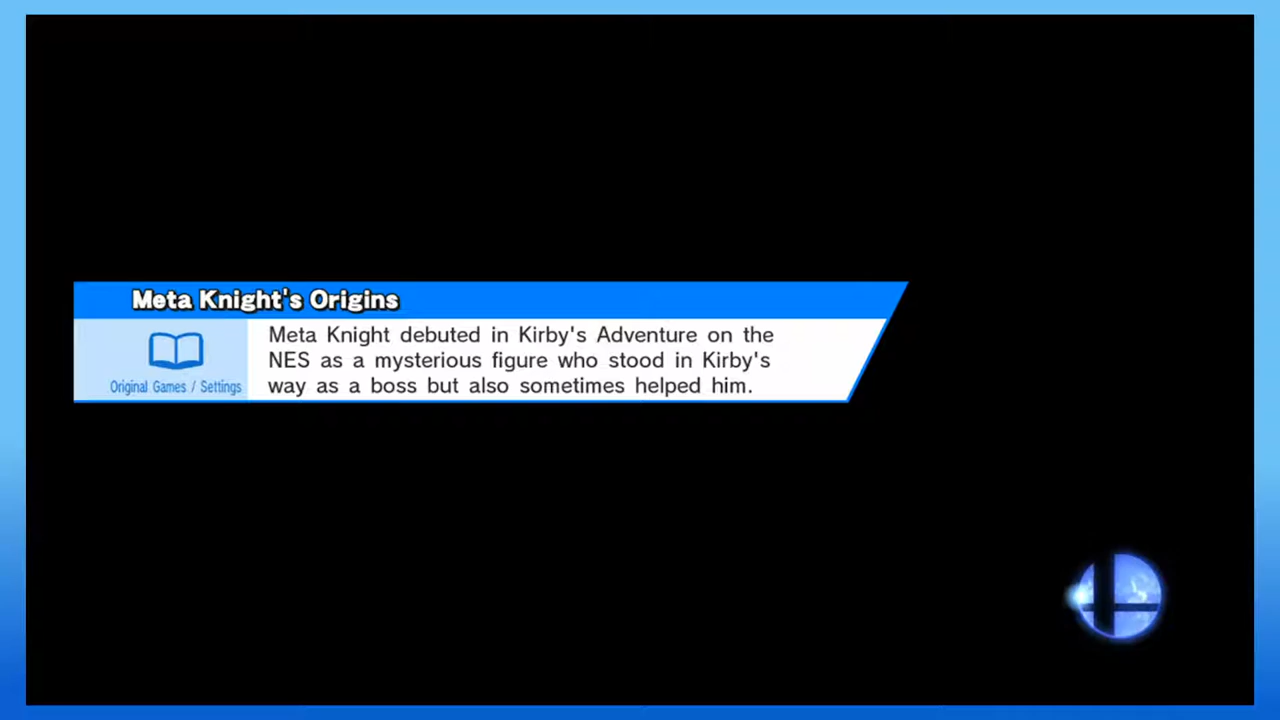 Meta Knight's Origins
Original Games / Settings
Meta Knight debuted in Kirby's Adventure on the
NES as a mysterious figure who stood in Kirby's
way as a boss but also sometimes helped him.